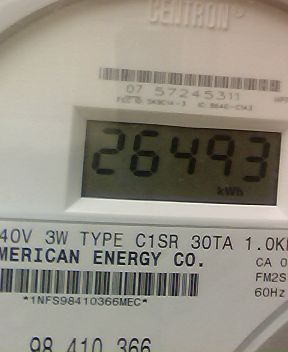 CENTRON
07 57245311
26493
kWh
40V 3W TYPE C1SR 30TA 1.0K
MERICAN ENERGY CO.
CA 0
FM2S
60Hz
*1NFS98410366MEC*
98 410 366